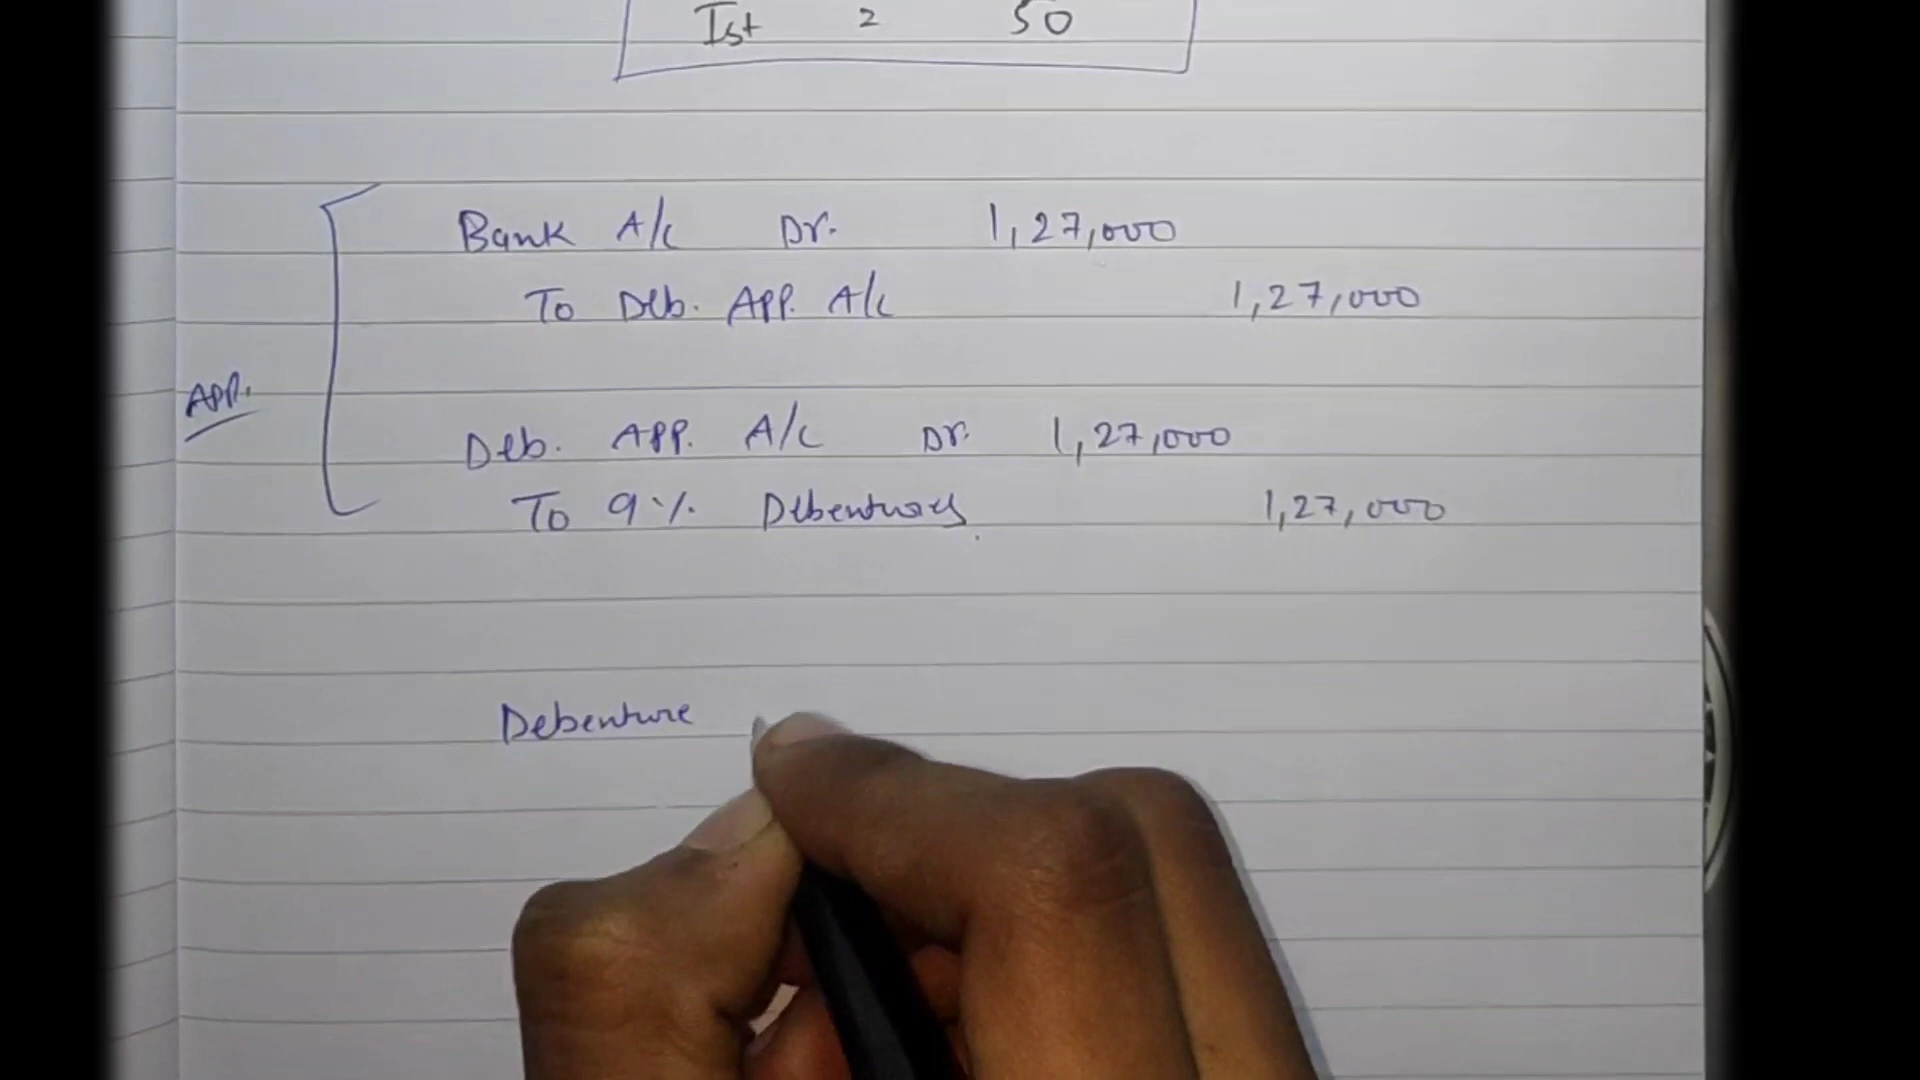 Ist = 50
Bank A/c Dr. 1,27,000
To Deb. APP. A/c 1,27,000
APP.
Deb. APP. A/c Dr. 1,27,000
To 9% Debentures 1,27,000
Debenture